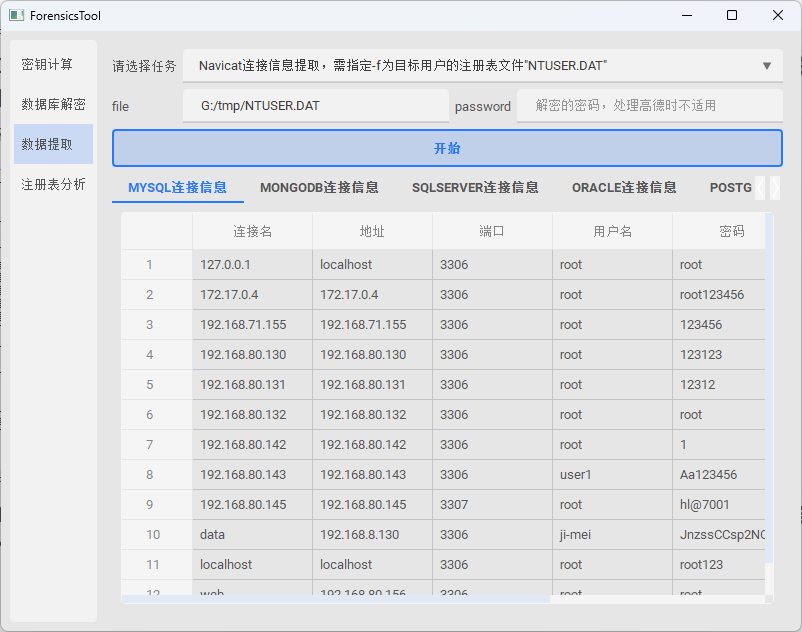 ForensicsTool
密钥计算
数据库解密
数据提取
注册表分析
请选择任务 Navicat连接信息提取，需指定-f为目标用户的注册表文件"NTUSER.DAT"
file G:/tmp/NTUSER.DAT password 解密的密码，处理高德时不适用
开始
MYSQL连接信息 MONGODB连接信息 SQLSERVER连接信息 ORACLE连接信息 POSTG
连接名 地址 端口 用户名 密码
1 127.0.0.1 localhost 3306 root root
2 172.17.0.4 172.17.0.4 3306 root root123456
3 192.168.71.155 192.168.71.155 3306 root 123456
4 192.168.80.130 192.168.80.130 3306 root 123123
5 192.168.80.131 192.168.80.131 3306 root 12312
6 192.168.80.132 192.168.80.132 3306 root root
7 192.168.80.142 192.168.80.142 3306 root 1
8 192.168.80.143 192.168.80.143 3306 user1 Aa123456
9 192.168.80.145 192.168.80.145 3307 root hl@7001
10 data 192.168.8.130 3306 ji-mei JnzssCCsp2NC
11 localhost localhost 3306 root root123
12 web 192.168.80.156 3306 root root